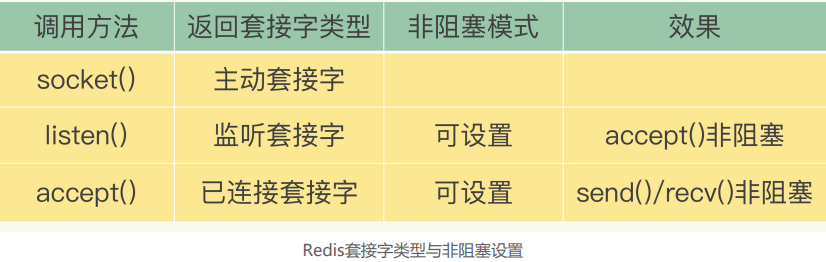 调用方法 返回套接字类型 非阻塞模式 效果
socket() 主动套接字
listen() 监听套接字 可设置 accept()非阻塞
accept() 已连接套接字 可设置 send()/recv()非阻塞
Redis套接字类型与非阻塞设置